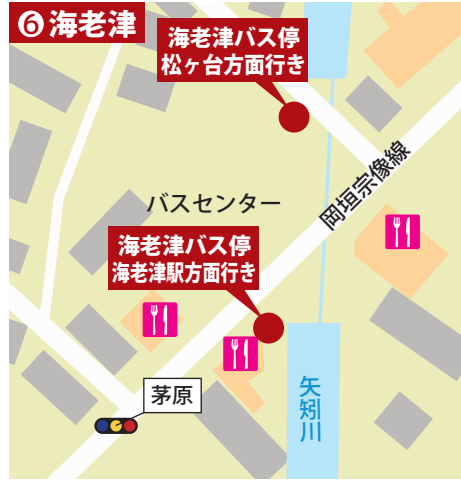 ❻海老津
海老津バス停
松ヶ台方面行き
岡垣宗像線
バスセンター
海老津バス停
海老津駅方面行き
茅原
矢矧川